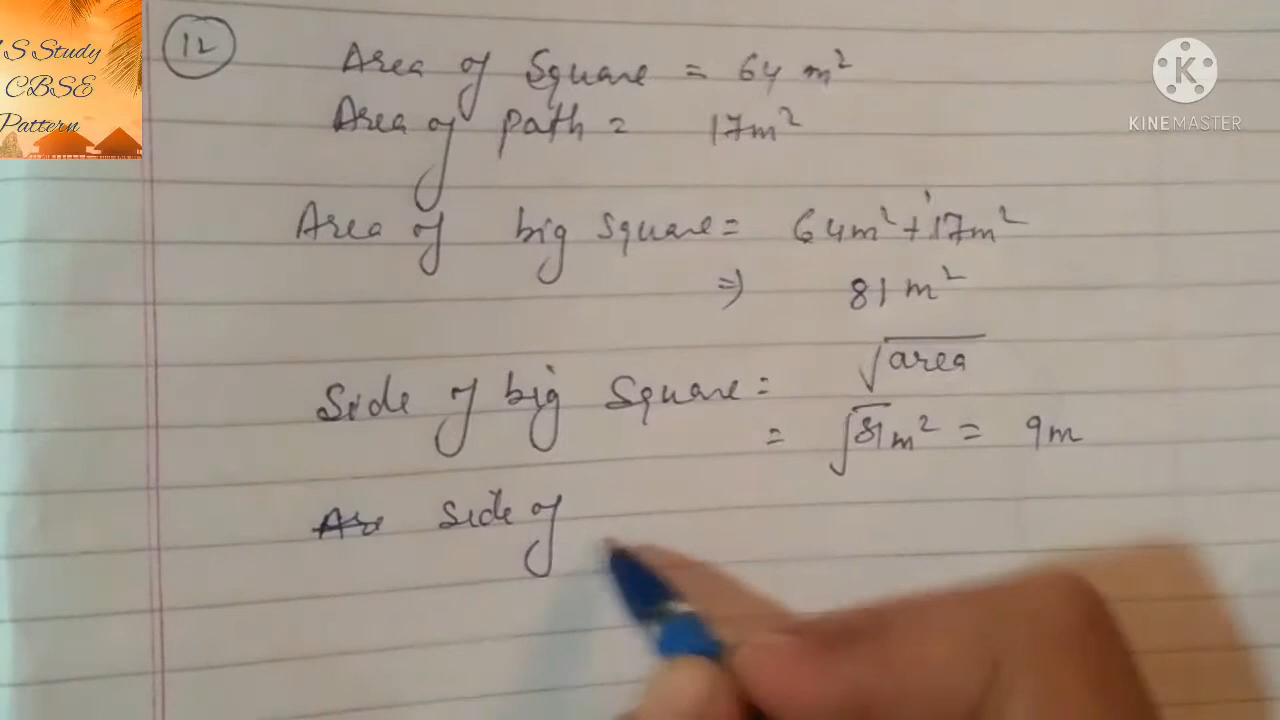 S Study
CBSE
Pattern
12
Area of Square = 64 m²
Area of path = 17m²
Area of big square = 64m² + 17m²
⇒ 81 m²
Side of big Square = √area
= √81m² = 9m
Are side of
K
KINEMASTER